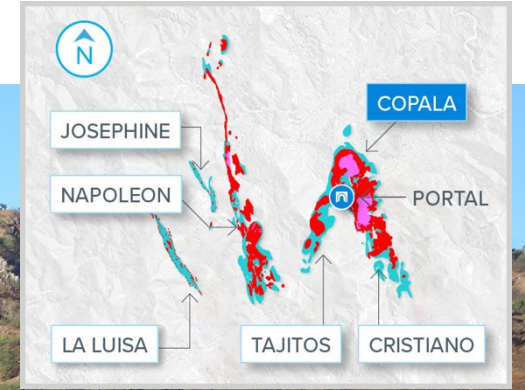 N
COPALA
JOSEPHINE
NAPOLEON
PORTAL
LA LUISA
TAJITOS
CRISTIANO